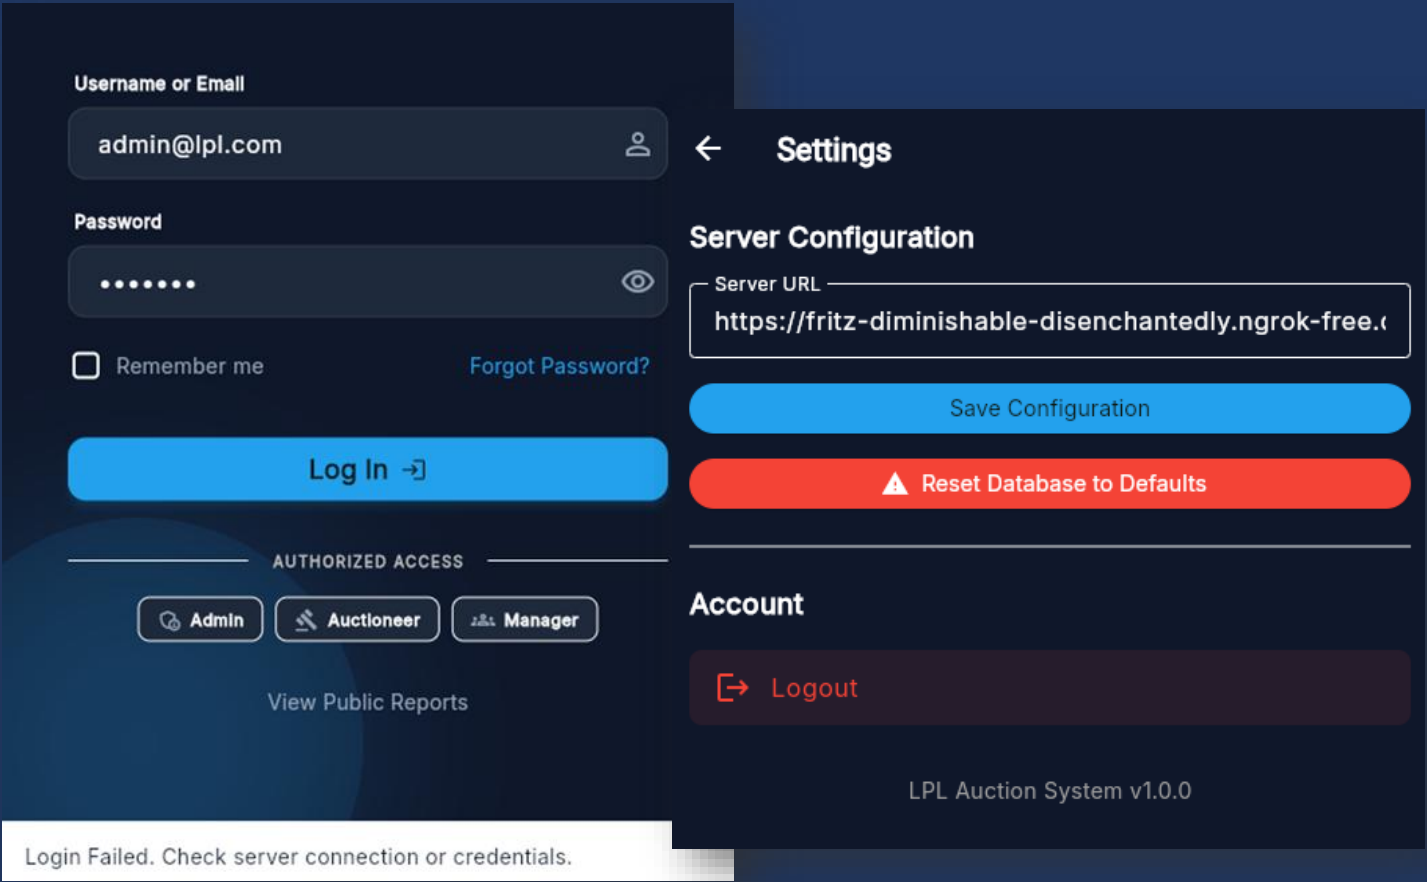 Username or Email
admin@lpl.com
Password
•••••••
Remember me
Forgot Password?
Log In
AUTHORIZED ACCESS
Admin
Auctioneer
Manager
View Public Reports
Login Failed. Check server connection or credentials.
Settings
Server Configuration
Server URL
https://fritz-diminishable-disenchantedly.ngrok-free.
Save Configuration
Reset Database to Defaults
Account
Logout
LPL Auction System v1.0.0